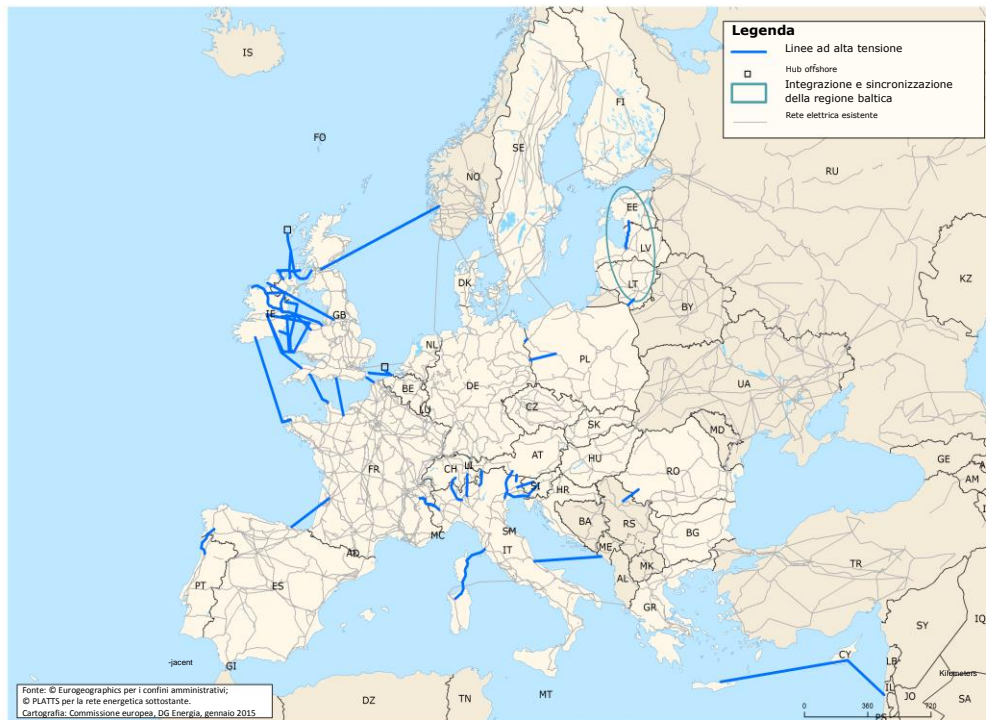 Legenda
Linee ad alta tensione
Hub offshore
Integrazione e sincronizzazione
della regione baltica
Rete elettrica esistente
IS
FO
FI
SE
NO
RU
EE
LV
LT
KZ
DK
BY
IE
GB
NL
PL
BE
DE
LU
CZ
UA
SK
MD
FR
CH
LI
AT
HU
RO
GE
SI
HR
AM
BA
RS
MC
SM
IT
ME
BG
AD
MK
AL
TR
PT
ES
GR
SY
IQ
CY
LB
-jacent
GI
Kilometers
IL
JO
SA
DZ
TN
MT
PS
0 360 720
Fonte: © Eurogeographics per i confini amministrativi;
© PLATTS per la rete energetica sottostante.
Cartografia: Commissione europea, DG Energia, gennaio 2015